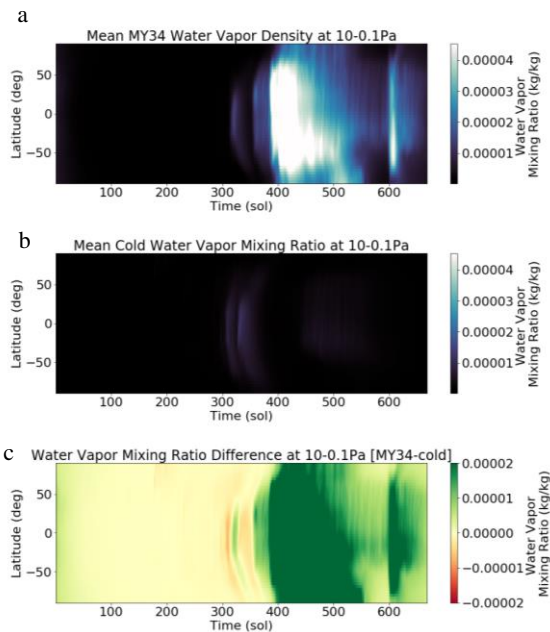 a
Mean MY34 Water Vapor Density at 10-0.1Pa
Latitude (deg)
50
0
−50
100 200 300 400 500 600
Time (sol)
0.00004
0.00003
0.00002
0.00001
Water Vapor
Mixing Ratio (kg/kg)
b
Mean Cold Water Vapor Mixing Ratio at 10-0.1Pa
Latitude (deg)
50
0
−50
100 200 300 400 500 600
Time (sol)
0.00004
0.00003
0.00002
0.00001
Water Vapor
Mixing Ratio (kg/kg)
c
Water Vapor Mixing Ratio Difference at 10-0.1Pa [MY34-cold]
Latitude (deg)
50
0
−50
100 200 300 400 500 600
Time (sol)
0.00002
0.00001
0.00000
−0.00001
−0.00002
Water Vapor
Mixing Ratio (kg/kg)